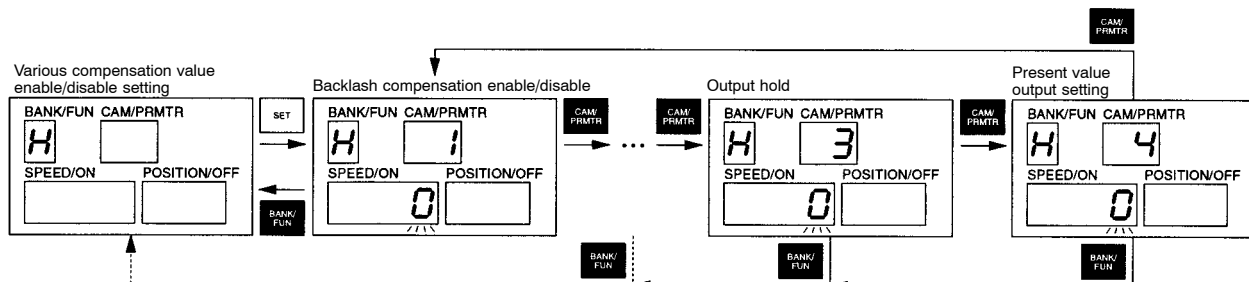 CAM/
PRMTR
Various compensation value
enable/disable setting
Backlash compensation enable/disable
Output hold
Present value
output setting
BANK/FUN CAM/PRMTR
H
SPEED/ON POSITION/OFF
SET
BANK/
FUN
BANK/FUN CAM/PRMTR
H 1
SPEED/ON POSITION/OFF
0
CAM/
PRMTR
...
CAM/
PRMTR
BANK/
FUN
BANK/FUN CAM/PRMTR
H 3
SPEED/ON POSITION/OFF
0
BANK/
FUN
CAM/
PRMTR
BANK/FUN CAM/PRMTR
H 4
SPEED/ON POSITION/OFF
0
BANK/
FUN